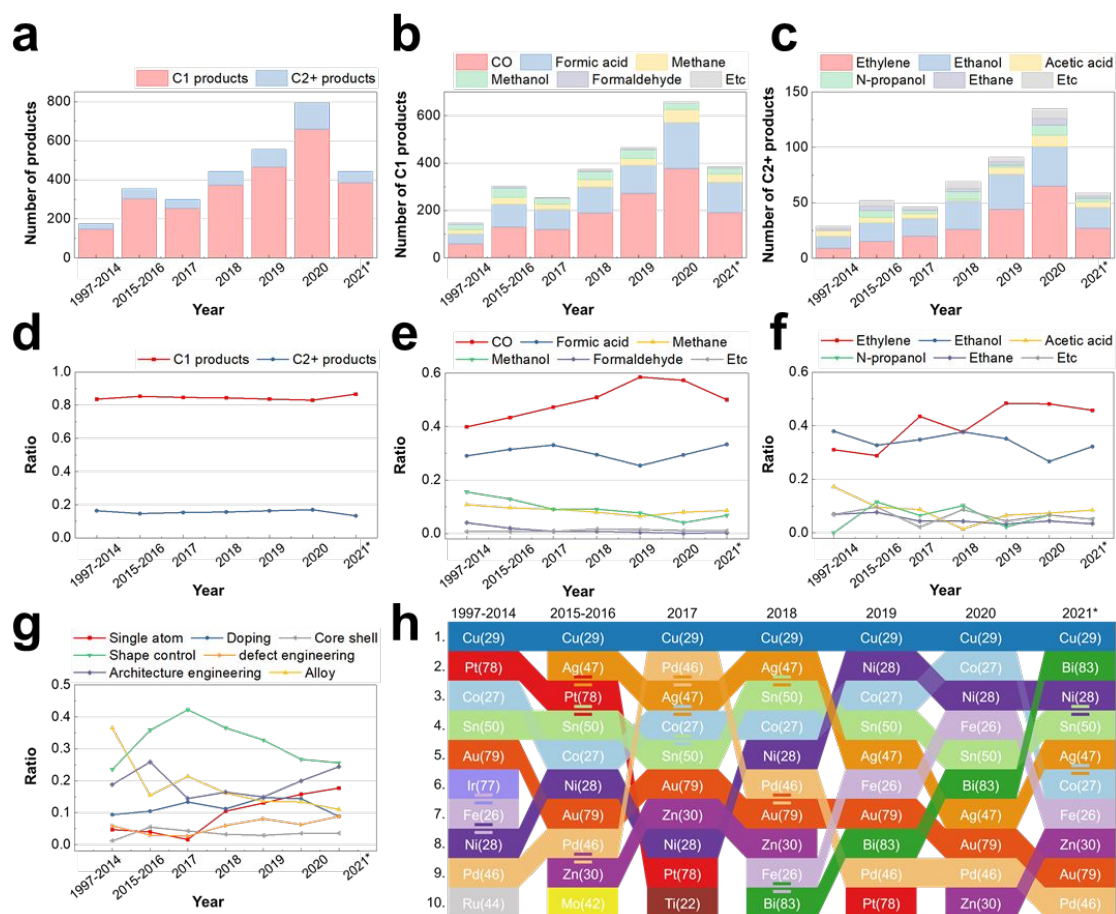 a
C1 products C2+ products
Number of products
800
600
400
200
0
1997-2014 2015-2016 2017 2018 2019 2020 2021*
Year
b
CO Formic acid Methane
Methanol Formaldehyde Etc
Number of C1 products
600
400
200
0
1997-2014 2015-2016 2017 2018 2019 2020 2021*
Year
c
Ethylene Ethanol Acetic acid
N-propanol Ethane Etc
Number of C2+ products
150
100
50
0
1997-2014 2015-2016 2017 2018 2019 2020 2021*
Year
d
C1 products C2+ products
Ratio
1.0
0.8
0.6
0.4
0.2
0.0
1997-2014 2015-2016 2017 2018 2019 2020 2021*
Year
e
CO Formic acid Methane
Methanol Formaldehyde Etc
Ratio
0.6
0.4
0.2
0.0
1997-2014 2015-2016 2017 2018 2019 2020 2021*
Year
f
Ethylene Ethanol Acetic acid
N-propanol Ethane Etc
Ratio
0.6
0.4
0.2
0.0
1997-2014 2015-2016 2017 2018 2019 2020 2021*
Year
g
Single atom Doping Core shell
Shape control defect engineering
Architecture engineering Alloy
Ratio
0.5
0.4
0.3
0.2
0.1
0.0
1997-2014 2015-2016 2017 2018 2019 2020 2021*
Year
h
1997-2014 2015-2016 2017 2018 2019 2020 2021*
1. Cu(29) Cu(29) Cu(29) Cu(29) Cu(29) Cu(29) Cu(29)
2. Pt(78) Ag(47) Pd(46) Ag(47) Ni(28) Co(27) Bi(83)
3. Co(27) Pt(78) Ag(47) Sn(50) Co(27) Ni(28) Ni(28)
4. Sn(50) Sn(50) Co(27) Co(27) Sn(50) Fe(26) Sn(50)
5. Au(79) Co(27) Sn(50) Ni(28) Ag(47) Sn(50) Ag(47)
6. Ir(77) Ni(28) Au(79) Pd(46) Fe(26) Bi(83) Co(27)
7. Fe(26) Au(79) Zn(30) Au(79) Au(79) Ag(47) Fe(26)
8. Ni(28) Pd(46) Ni(28) Zn(30) Bi(83) Au(79) Zn(30)
9. Pd(46) Zn(30) Pt(78) Fe(26) Pd(46) Pd(46) Au(79)
10. Ru(44) Mo(42) Ti(22) Bi(83) Pt(78) Zn(30) Pd(46)